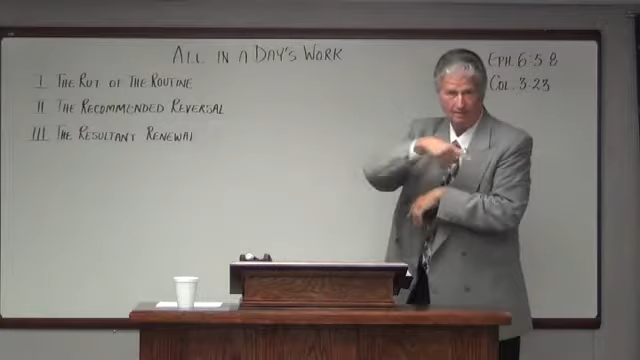 ALL IN A DAY'S WORK
EPH. 6:5-8
COL. 3-23
I THE RUT OF THE ROUTINE
II THE RECOMMENDED REVERSAL
III THE RESULTANT RENEWAL